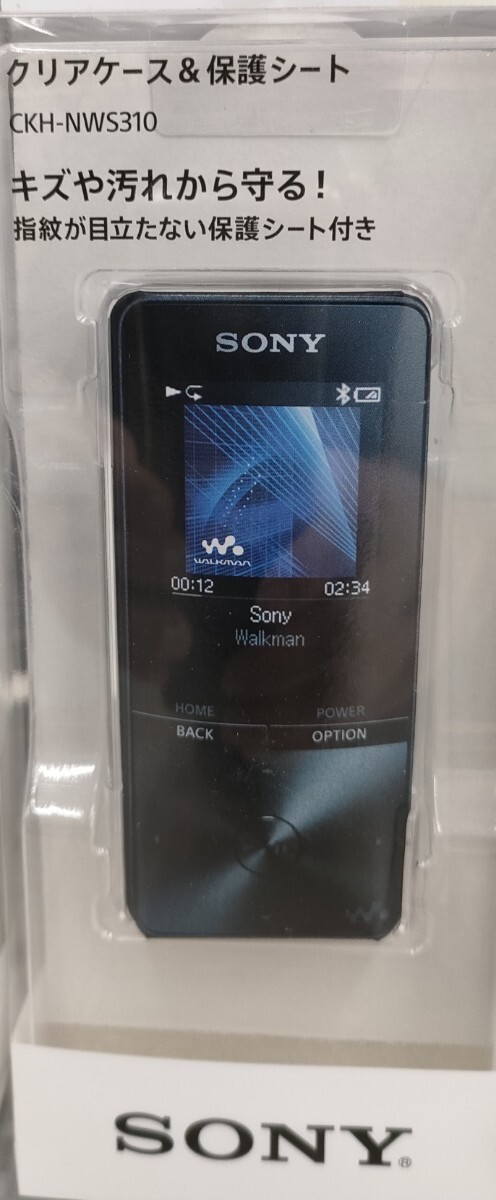 クリアケース&保護シート
CKH-NWS310
キズや汚れから守る!
指紋が目立たない保護シート付き
SONY
WALKMAN
00:12 02:34
Sony
Walkman
HOME POWER
BACK OPTION
SONY®